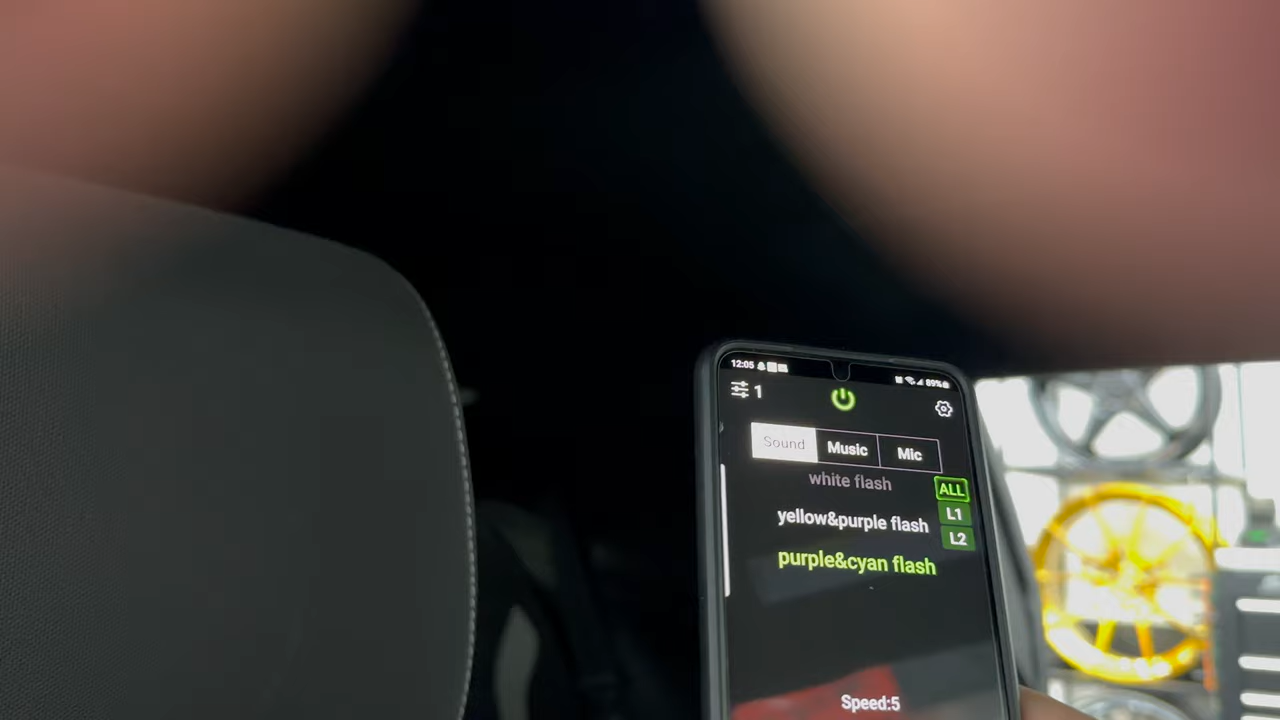 12:05
89%
1
Sound Music Mic
white flash
ALL
yellow&purple flash
L1
L2
purple&cyan flash
Speed:5